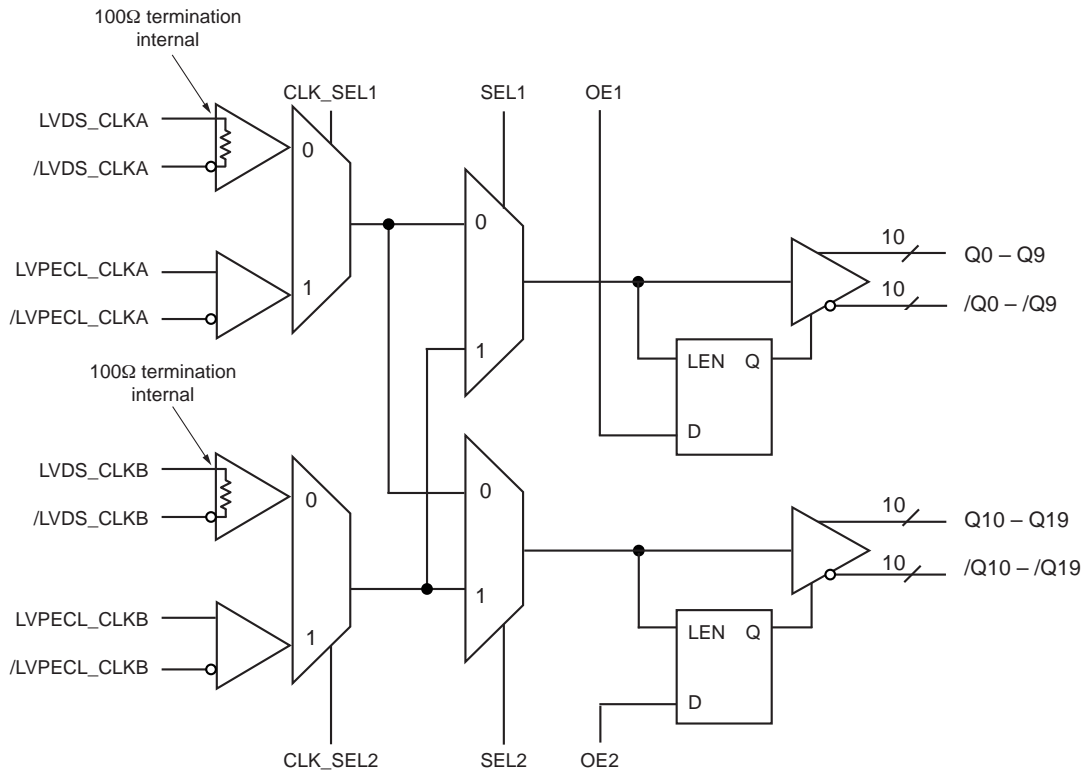 100Ω termination
internal
CLK_SEL1
SEL1
OE1
LVDS_CLKA
/LVDS_CLKA
0
LVPECL_CLKA
/LVPECL_CLKA
1
0
1
10
Q0 – Q9
10
/Q0 – /Q9
LEN Q
D
100Ω termination
internal
LVDS_CLKB
/LVDS_CLKB
0
LVPECL_CLKB
/LVPECL_CLKB
1
0
1
10
Q10 – Q19
10
/Q10 – /Q19
LEN Q
D
CLK_SEL2
SEL2
OE2